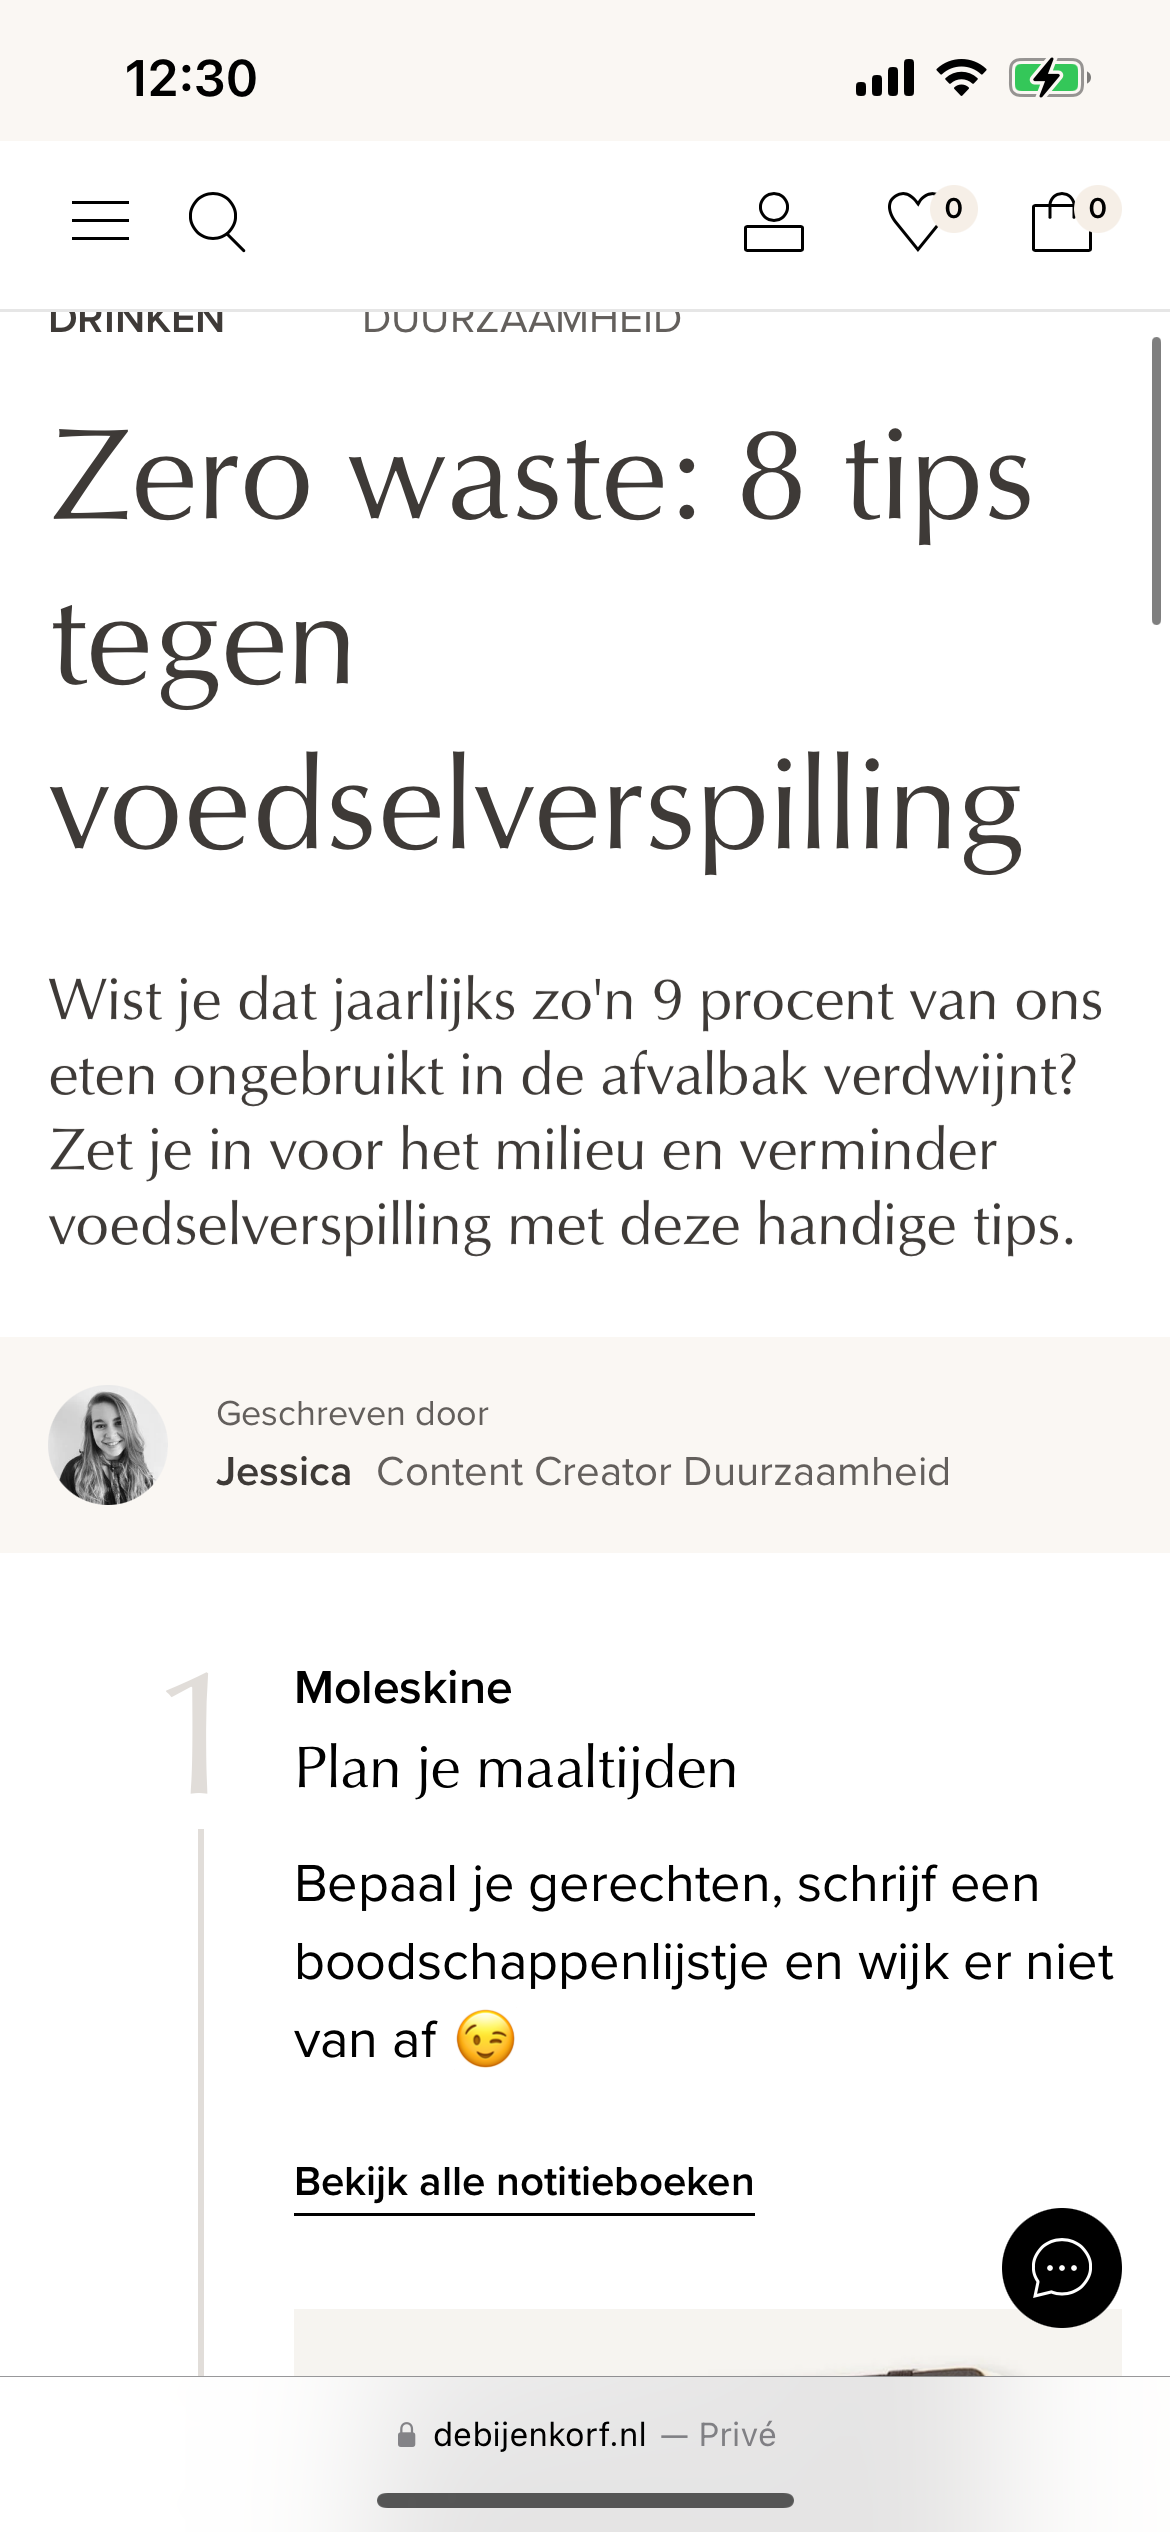 12:30
0
0
DRINKEN DUURZAAMHEID
Zero waste: 8 tips
tegen
voedselverspilling
Wist je dat jaarlijks zo'n 9 procent van ons
eten ongebruikt in de afvalbak verdwijnt?
Zet je in voor het milieu en verminder
voedselverspilling met deze handige tips.
Geschreven door
Jessica Content Creator Duurzaamheid
1
Moleskine
Plan je maaltijden
Bepaal je gerechten, schrijf een
boodschappenlijstje en wijk er niet
van af 😉
Bekijk alle notitieboeken
debijenkorf.nl — Privé